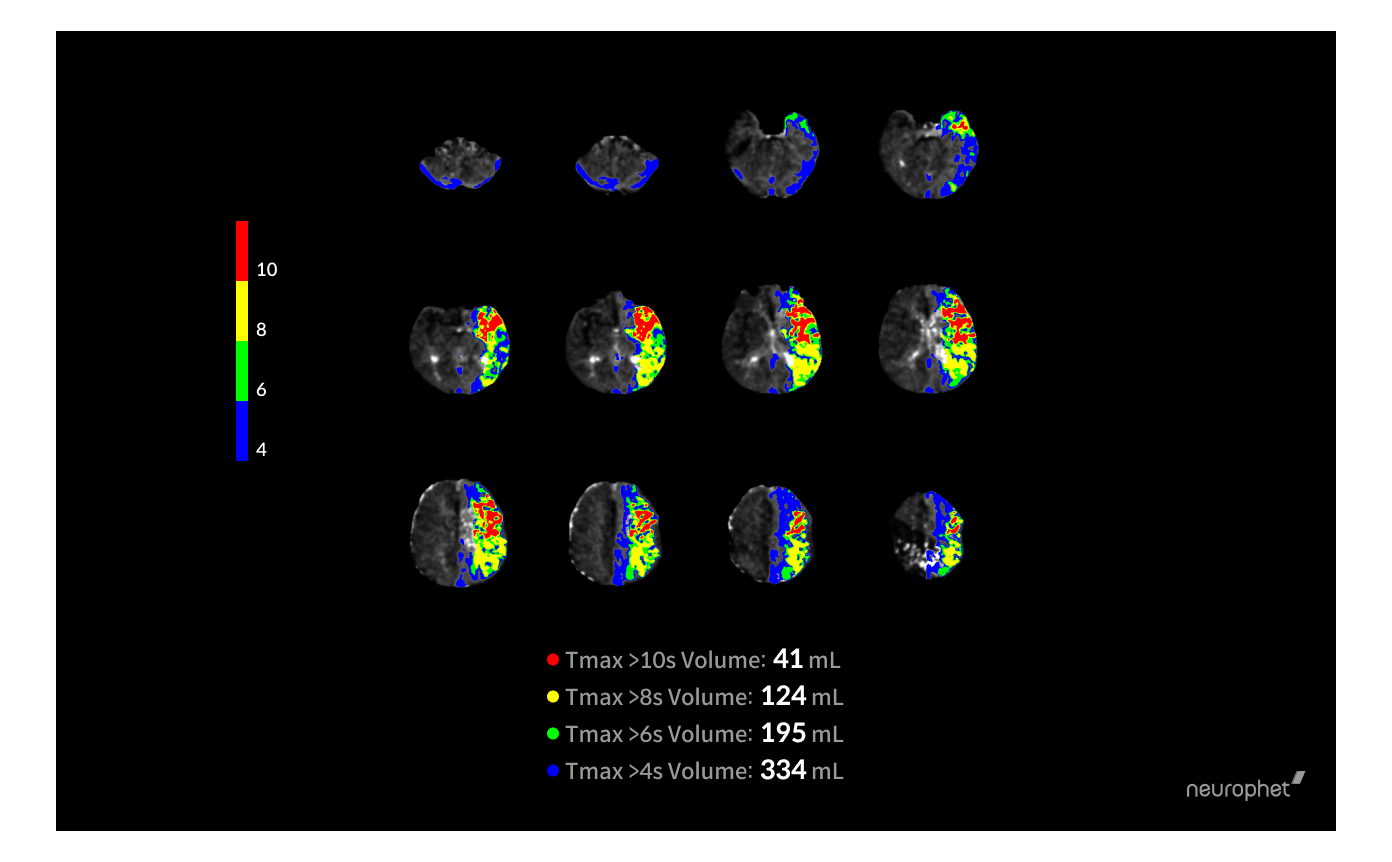 10
8
6
4
Tmax >10s Volume: 41 mL
Tmax >8s Volume: 124 mL
Tmax >6s Volume: 195 mL
Tmax >4s Volume: 334 mL
neurophet